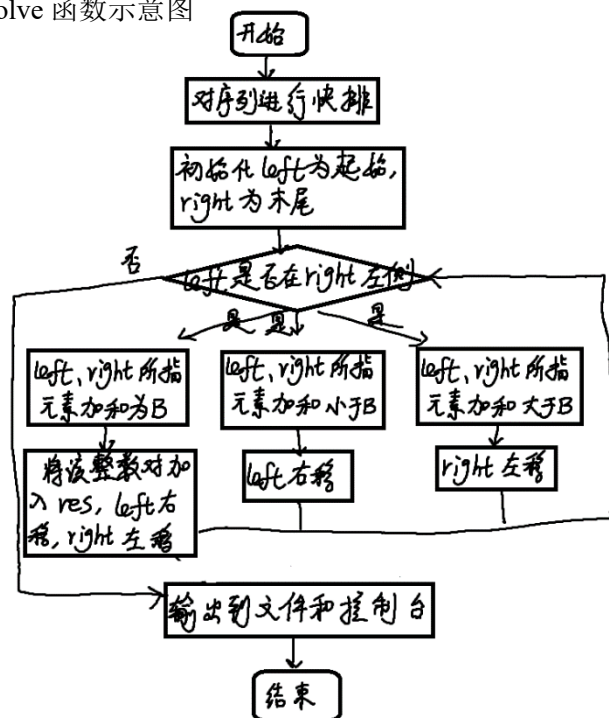 olve 函数示意图
开始
对序列进行快排
初始化left为起始,
right为末尾
left是否在right左侧
否
是
是
是
left、right所指
元素加和为B
left、right所指
元素加和小于B
left、right所指
元素加和大于B
将该整数对加
入res, left右
移, right左移
left右移
right左移
输出到文件和控制台
结束